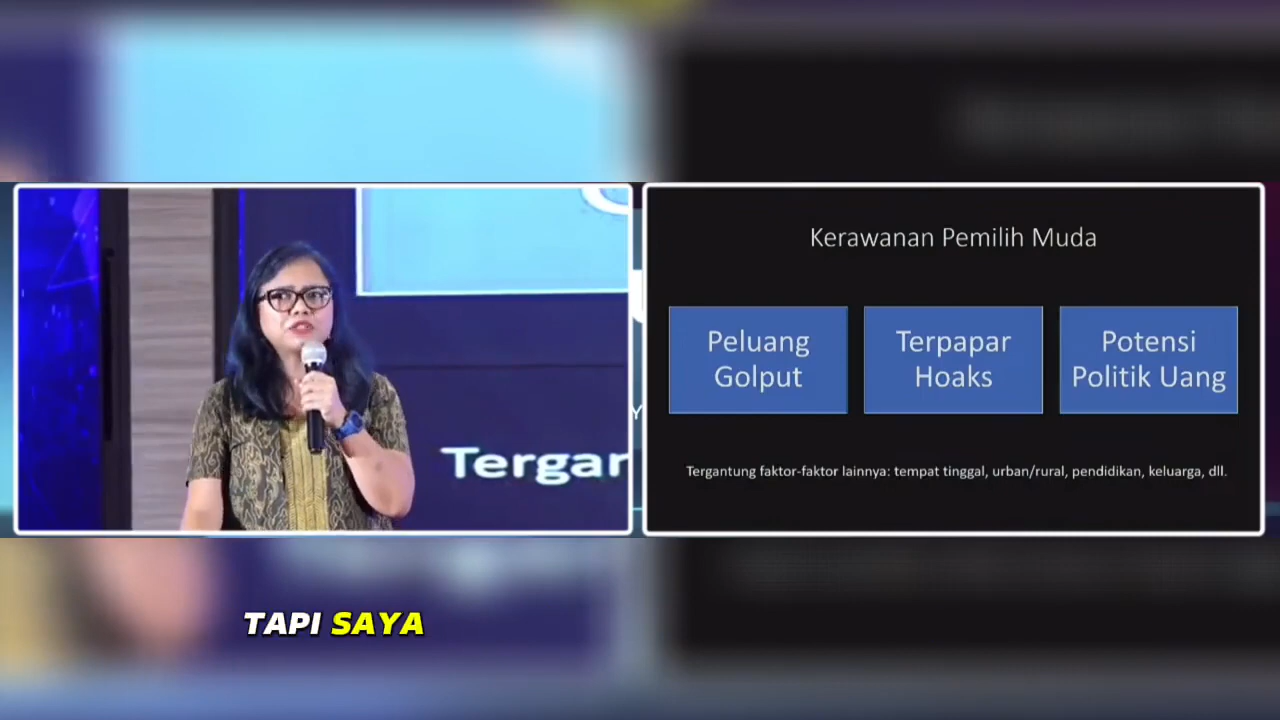 Tergan
Kerawanan Pemilih Muda
Peluang
Golput
Terpapar
Hoaks
Potensi
Politik Uang
Tergantung faktor-faktor lainnya: tempat tinggal, urban/rural, pendidikan, keluarga, dll.
TAPI SAYA